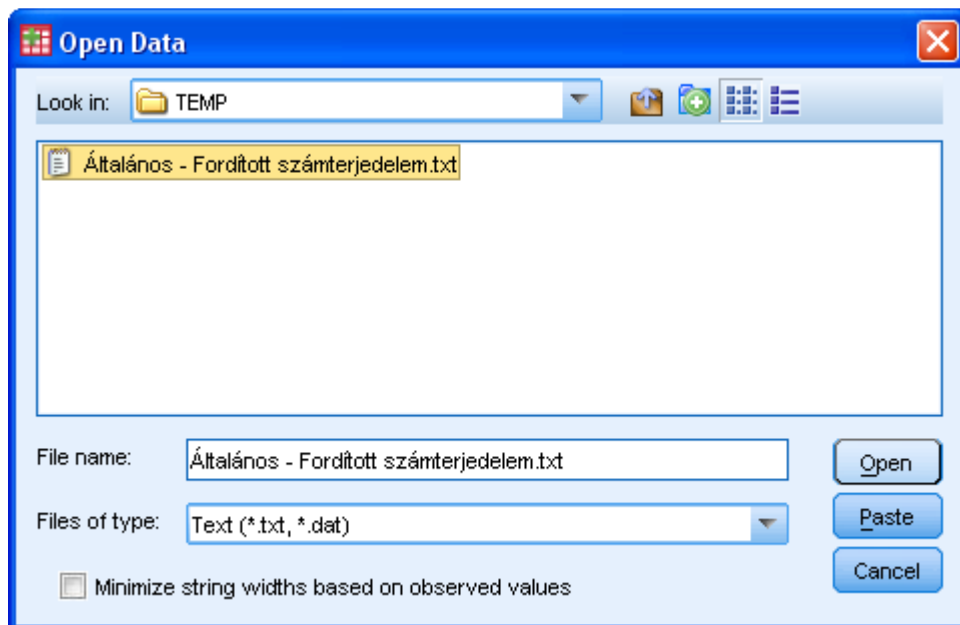 Open Data
Look in: TEMP
Általános - Fordított számterjedelem.txt
File name: Általános - Fordított számterjedelem.txt Open
Files of type: Text (*.txt, *.dat) Paste
Minimize string widths based on observed values Cancel